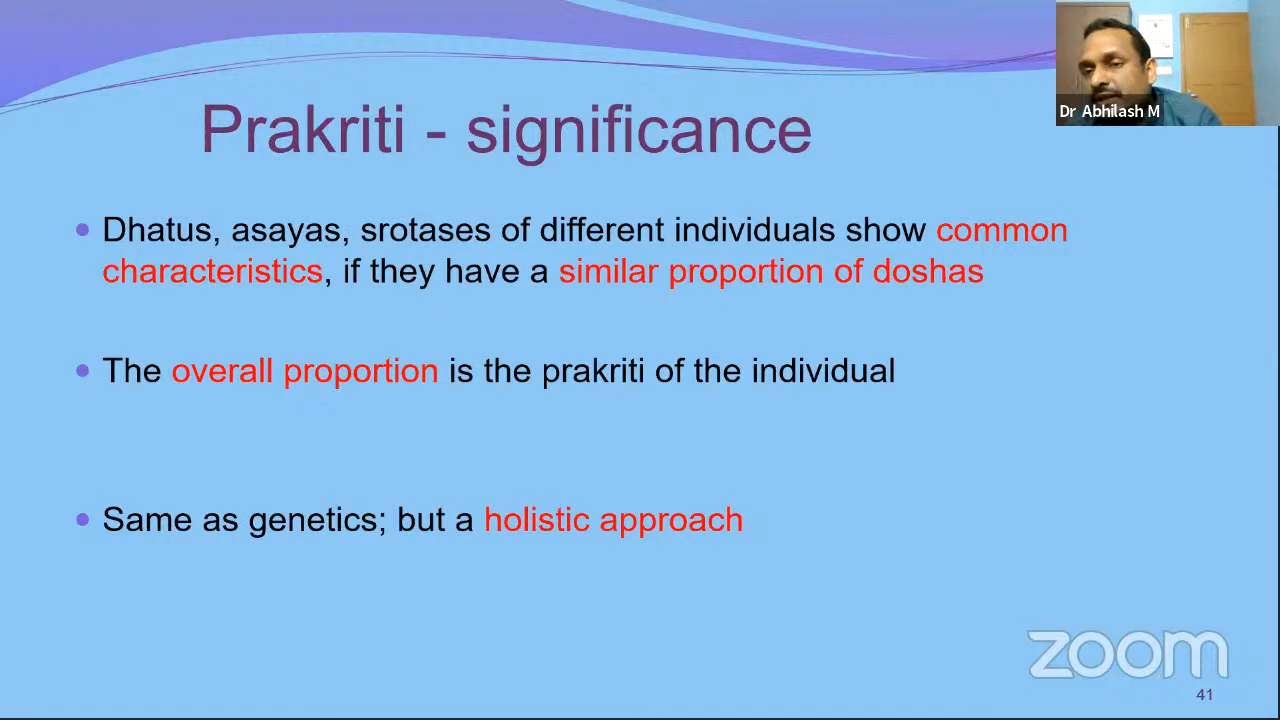 Prakriti - significance
Dr Abhilash M
• Dhatus, asayas, srotases of different individuals show common
characteristics, if they have a similar proportion of doshas
• The overall proportion is the prakriti of the individual
• Same as genetics; but a holistic approach
zoom
41